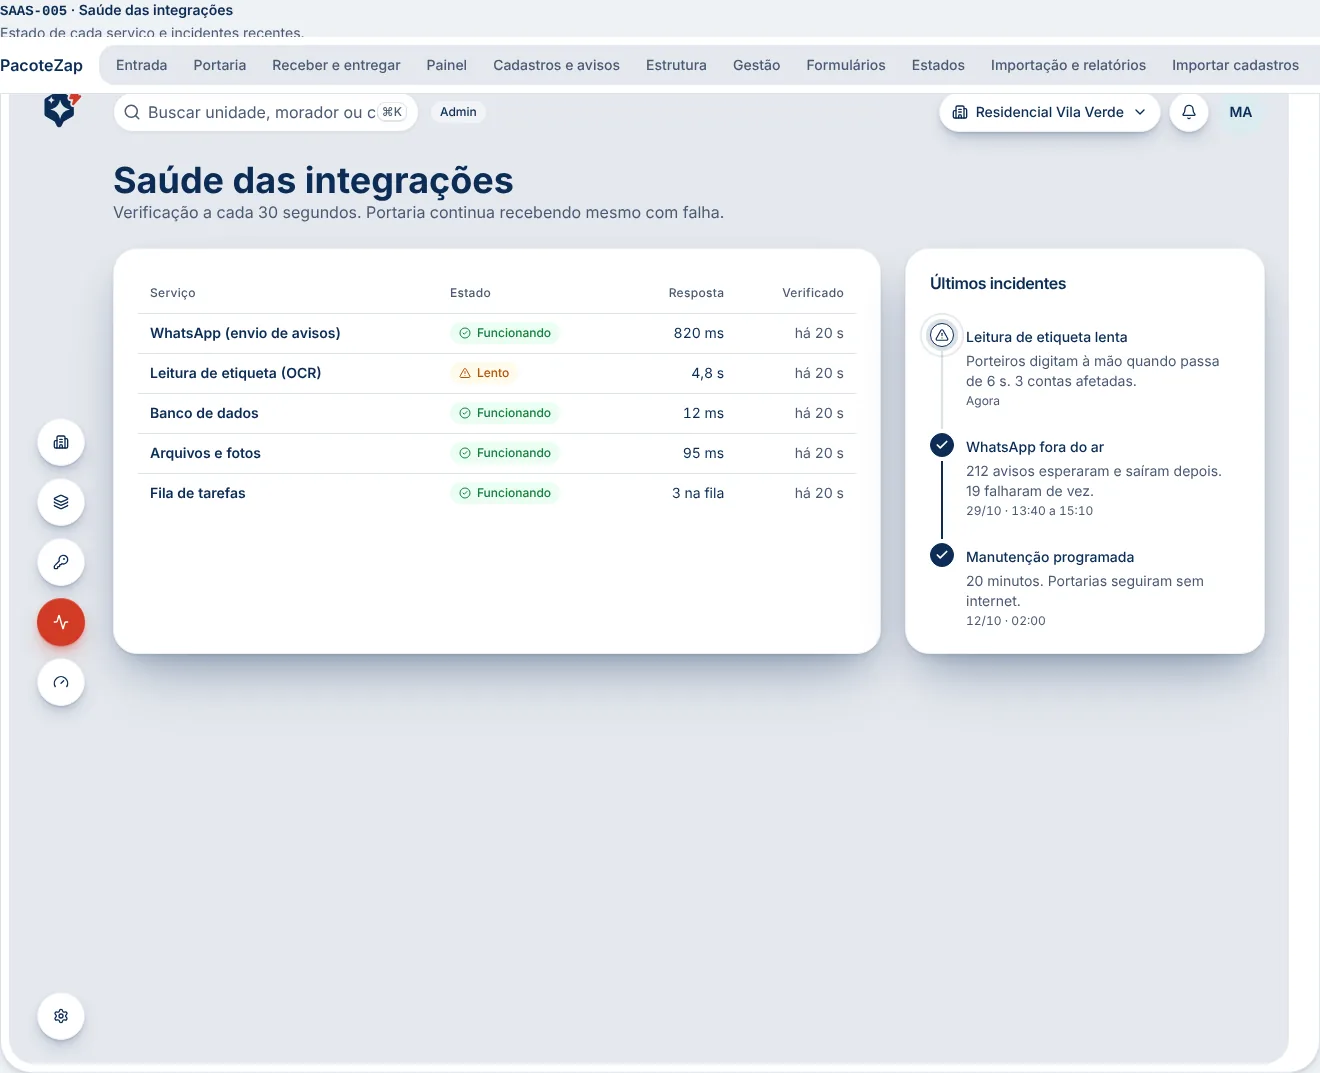 SAAS-005 · Saúde das integrações
Estado de cada serviço e incidentes recentes.
PacoteZap
Entrada
Portaria
Receber e entregar
Painel
Cadastros e avisos
Estrutura
Gestão
Formulários
Estados
Importação e relatórios
Importar cadastros
Buscar unidade, morador ou c
⌘K
Admin
Residencial Vila Verde
MA
Saúde das integrações
Verificação a cada 30 segundos. Portaria continua recebendo mesmo com falha.
Serviço Estado Resposta Verificado
WhatsApp (envio de avisos) Funcionando 820 ms há 20 s
Leitura de etiqueta (OCR) Lento 4,8 s há 20 s
Banco de dados Funcionando 12 ms há 20 s
Arquivos e fotos Funcionando 95 ms há 20 s
Fila de tarefas Funcionando 3 na fila há 20 s
Últimos incidentes
Leitura de etiqueta lenta
Porteiros digitam à mão quando passa
de 6 s. 3 contas afetadas.
Agora
WhatsApp fora do ar
212 avisos esperaram e saíram depois.
19 falharam de vez.
29/10 · 13:40 a 15:10
Manutenção programada
20 minutos. Portarias seguiram sem
internet.
12/10 · 02:00